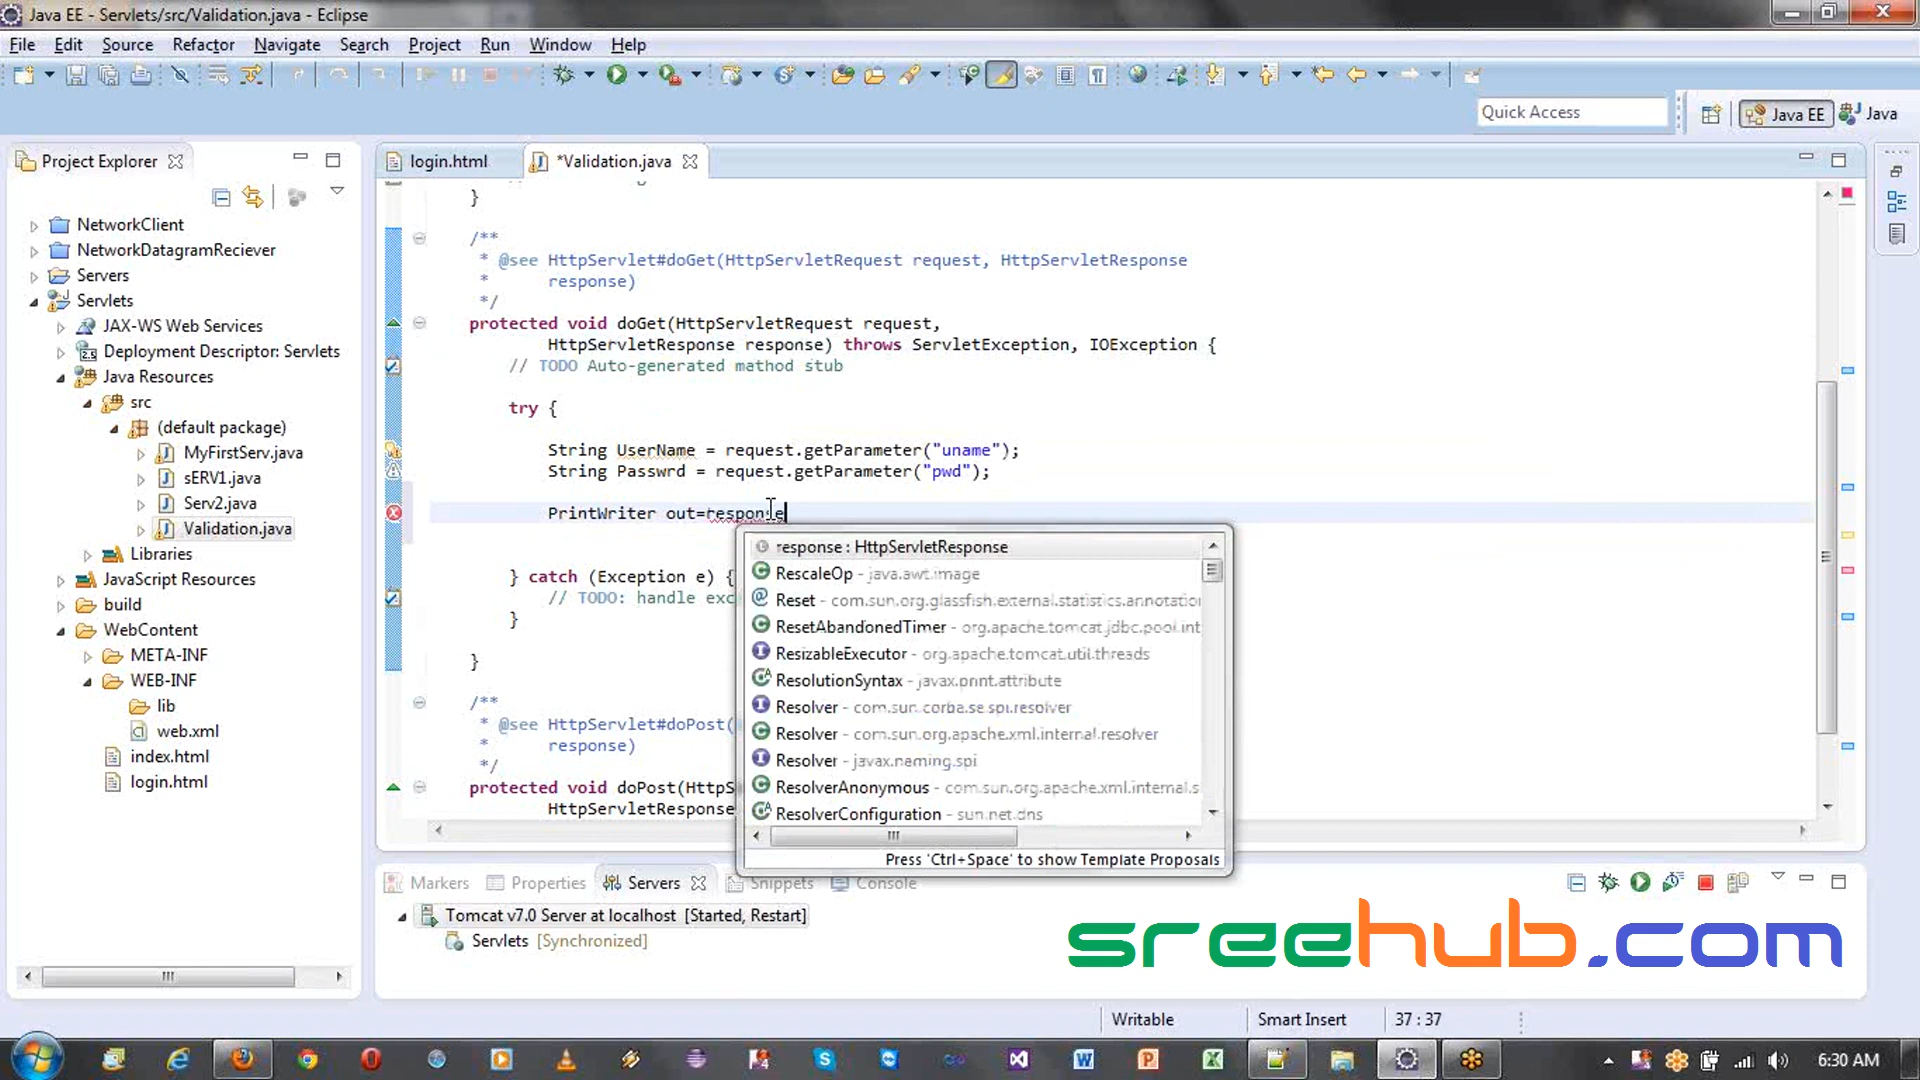 Java EE - Servlets/src/Validation.java - Eclipse
File Edit Source Refactor Navigate Search Project Run Window Help
Quick Access
Java EE
Java
Project Explorer
login.html
*Validation.java
NetworkClient
NetworkDatagramReciever
Servers
Servlets
JAX-WS Web Services
Deployment Descriptor: Servlets
Java Resources
src
(default package)
MyFirstServ.java
sERV1.java
Serv2.java
Validation.java
Libraries
JavaScript Resources
build
WebContent
META-INF
WEB-INF
lib
web.xml
index.html
login.html
}
/**
* @see HttpServlet#doGet(HttpServletRequest request, HttpServletResponse
* response)
*/
protected void doGet(HttpServletRequest request,
HttpServletResponse response) throws ServletException, IOException {
// TODO Auto-generated mathod stub
try {
String UserName = request.getParameter("uname");
String Passwrd = request.getParameter("pwd");
PrintWriter out=response
} catch (Exception e) {
// TODO: handle exc
}
}
/**
* @see HttpServlet#doPost(
* response)
*/
protected void doPost(HttpS
HttpServletResponse
response : HttpServletResponse
RescaleOp - java.awt.image
Reset - com.sun.org.glassfish.external.statistics.annotatio
ResetAbandonedTimer - org.apache.tomcat.jdbc.pool.int
ResizableExecutor - org.apache.tomcat.util.threads
ResolutionSyntax - javax.print.attribute
Resolver - com.sun.corba.se.spi.resolver
Resolver - com.sun.org.apache.xml.internal.resolver
Resolver - javax.naming.spi
ResolverAnonymous - com.sun.org.apache.xml.internal.s
ResolverConfiguration - sun.net.dns
Press 'Ctrl+Space' to show Template Proposals
Markers
Properties
Servers
Snippets
Console
Tomcat v7.0 Server at localhost [Started, Restart]
Servlets [Synchronized]
sreehub.com
Writable
Smart Insert
37 : 37
6:30 AM